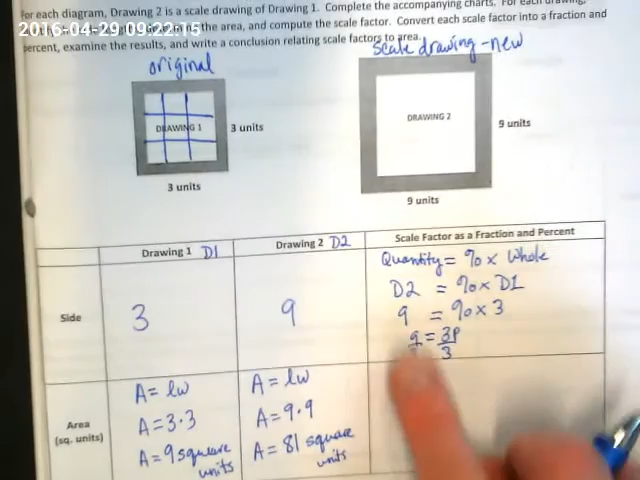 For each diagram, Drawing 2 is a scale drawing of Drawing 1. Complete the accompanying charts. For each drawing,
the area, and compute the scale factor. Convert each scale factor into a fraction and
2016-04-29 09:22:15
percent, examine the results, and write a conclusion relating scale factors to area.
original
scale drawing - new
DRAWING 1
3 units
3 units
DRAWING 2
9 units
9 units
Drawing 1 D1
Drawing 2 D2
Scale Factor as a Fraction and Percent
Side
3
9
Quantity = % x Whole
D2 = % x D1
9 = % x 3
9 = 3P
3
Area
(sq. units)
A = lw
A = 3·3
A = 9 square
units
A = lw
A = 9·9
A = 81 square
units